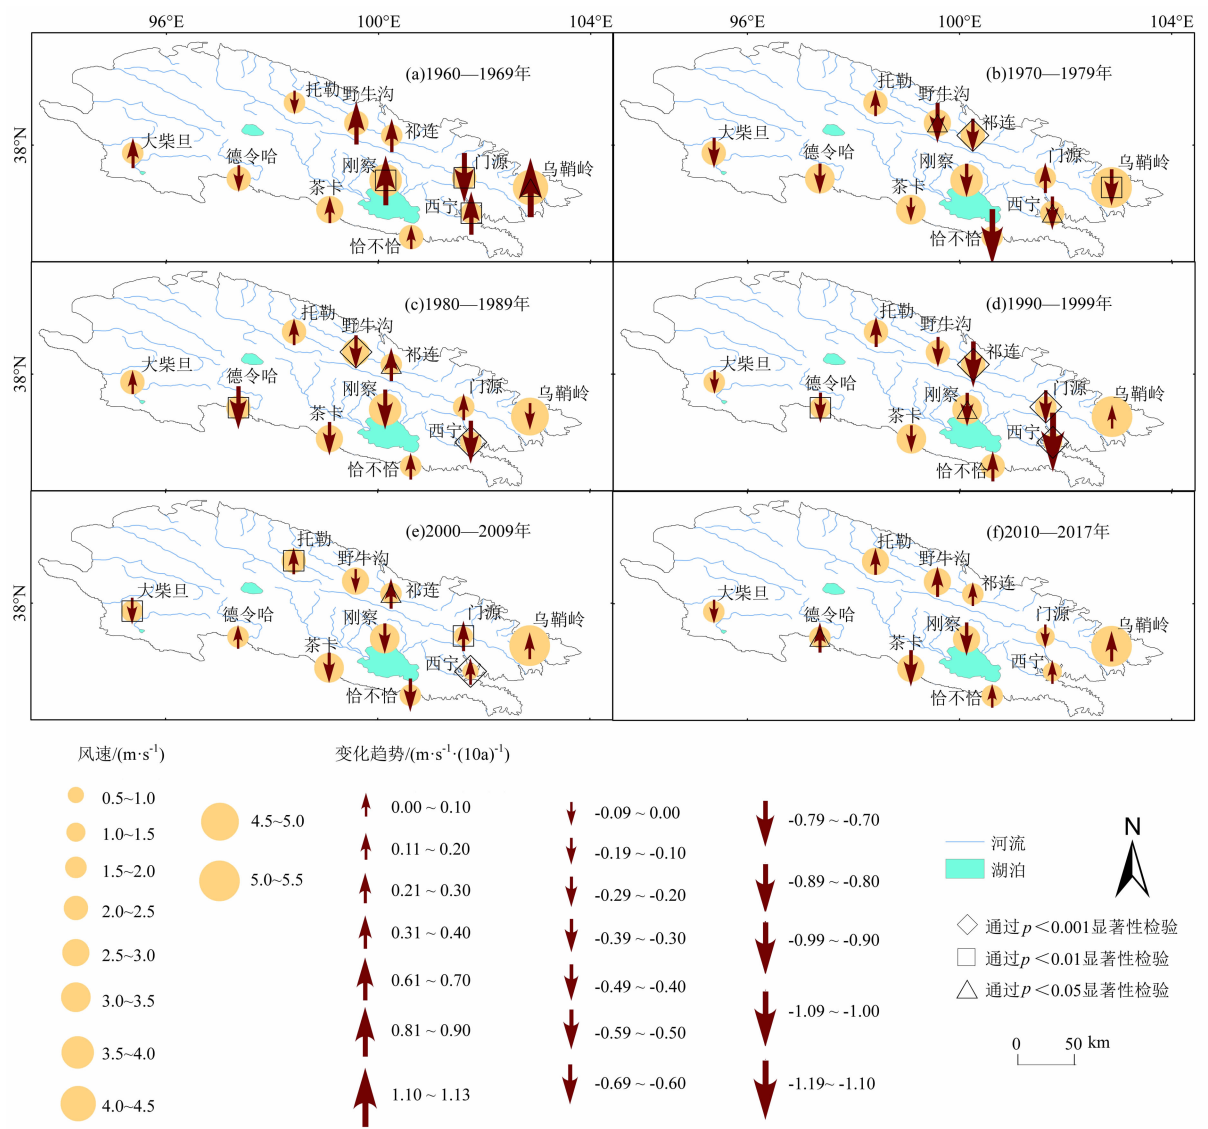 96°E 100°E 104°E 96°E 100°E 104°E
38°N
(a)1960—1969年
托勒
野牛沟
祁连
大柴旦
德令哈
刚察
门源
乌鞘岭
茶卡
西宁
恰不恰
(b)1970—1979年
托勒
野牛沟
祁连
大柴旦
德令哈
刚察
门源
乌鞘岭
茶卡
西宁
恰不恰
38°N
(c)1980—1989年
托勒
野牛沟
祁连
大柴旦
德令哈
刚察
门源
乌鞘岭
茶卡
西宁
恰不恰
(d)1990—1999年
托勒
野牛沟
祁连
大柴旦
德令哈
刚察
门源
乌鞘岭
茶卡
西宁
恰不恰
38°N
(e)2000—2009年
托勒
野牛沟
祁连
大柴旦
德令哈
刚察
门源
乌鞘岭
茶卡
西宁
恰不恰
(f)2010—2017年
托勒
野牛沟
祁连
大柴旦
德令哈
刚察
门源
乌鞘岭
茶卡
西宁
恰不恰
风速/(m·s⁻¹)
0.5~1.0
1.0~1.5
1.5~2.0
2.0~2.5
2.5~3.0
3.0~3.5
3.5~4.0
4.0~4.5
4.5~5.0
5.0~5.5
变化趋势/(m·s⁻¹·(10a)⁻¹)
0.00 ~ 0.10
0.11 ~ 0.20
0.21 ~ 0.30
0.31 ~ 0.40
0.61 ~ 0.70
0.81 ~ 0.90
1.10 ~ 1.13
-0.09 ~ 0.00
-0.19 ~ -0.10
-0.29 ~ -0.20
-0.39 ~ -0.30
-0.49 ~ -0.40
-0.59 ~ -0.50
-0.69 ~ -0.60
-0.79 ~ -0.70
-0.89 ~ -0.80
-0.99 ~ -0.90
-1.09 ~ -1.00
-1.19~ -1.10
N
河流
湖泊
通过p＜0.001显著性检验
通过p＜0.01显著性检验
通过p＜0.05显著性检验
0 50 km